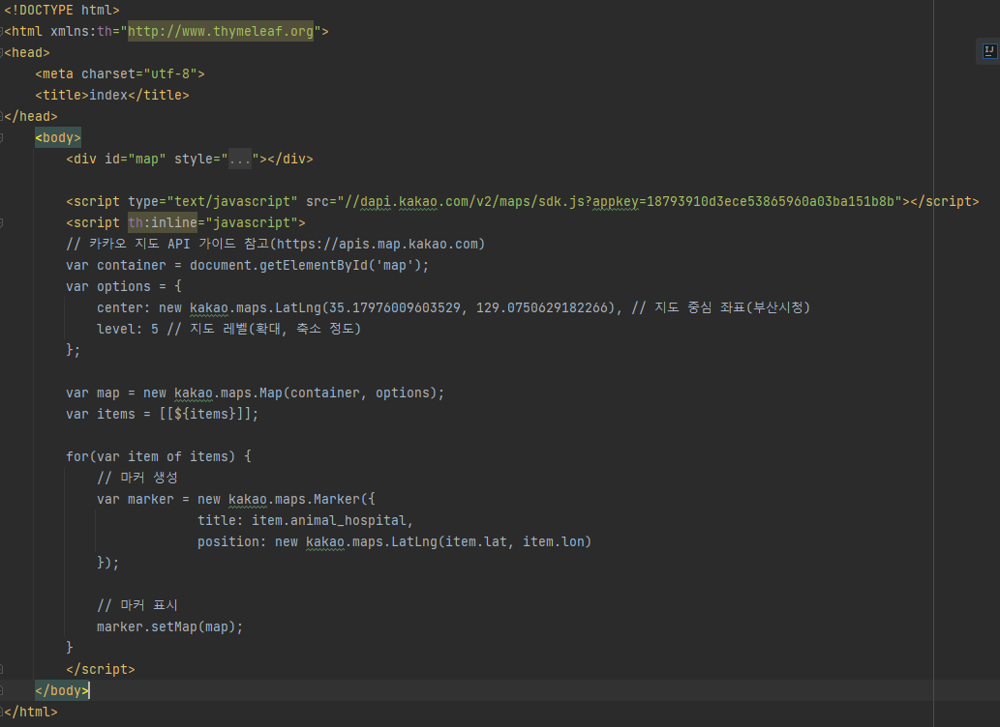 <!DOCTYPE html>
<html xmlns:th="http://www.thymeleaf.org">
<head>
    <meta charset="utf-8">
    <title>index</title>
</head>
    <body>
        <div id="map" style="..."></div>

        <script type="text/javascript" src="//dapi.kakao.com/v2/maps/sdk.js?appkey=18793910d3ece53865960a03ba151b8b"></script>
        <script th:inline="javascript">
        // 카카오 지도 API 가이드 참고(https://apis.map.kakao.com)
        var container = document.getElementById('map');
        var options = {
            center: new kakao.maps.LatLng(35.17976009603529, 129.0750629182266), // 지도 중심 좌표(부산시청)
            level: 5 // 지도 레벨(확대, 축소 정도)
        };

        var map = new kakao.maps.Map(container, options);
        var items = [[${items}]];

        for(var item of items) {
            // 마커 생성
            var marker = new kakao.maps.Marker({
                         title: item.animal_hospital,
                         position: new kakao.maps.LatLng(item.lat, item.lon)
            });

            // 마커 표시
            marker.setMap(map);
        }
        </script>
    </body>
</html>